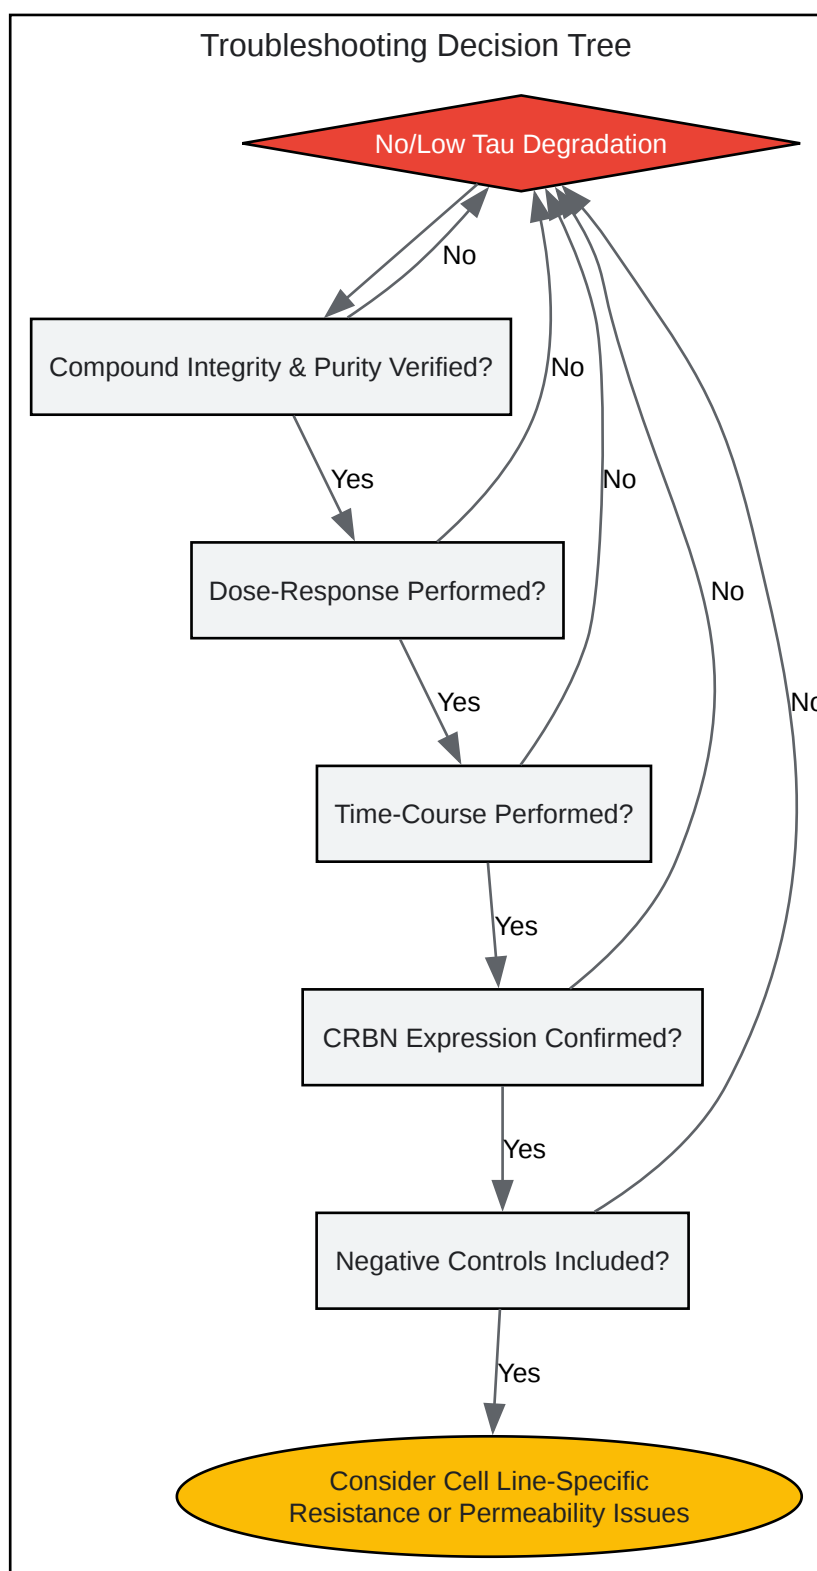 Troubleshooting Decision Tree
No/Low Tau Degradation
No
Compound Integrity & Purity Verified?
No
Yes
No
Dose-Response Performed?
No
Yes
No
Time-Course Performed?
Yes
CRBN Expression Confirmed?
Yes
Negative Controls Included?
Yes
Consider Cell Line-Specific
Resistance or Permeability Issues